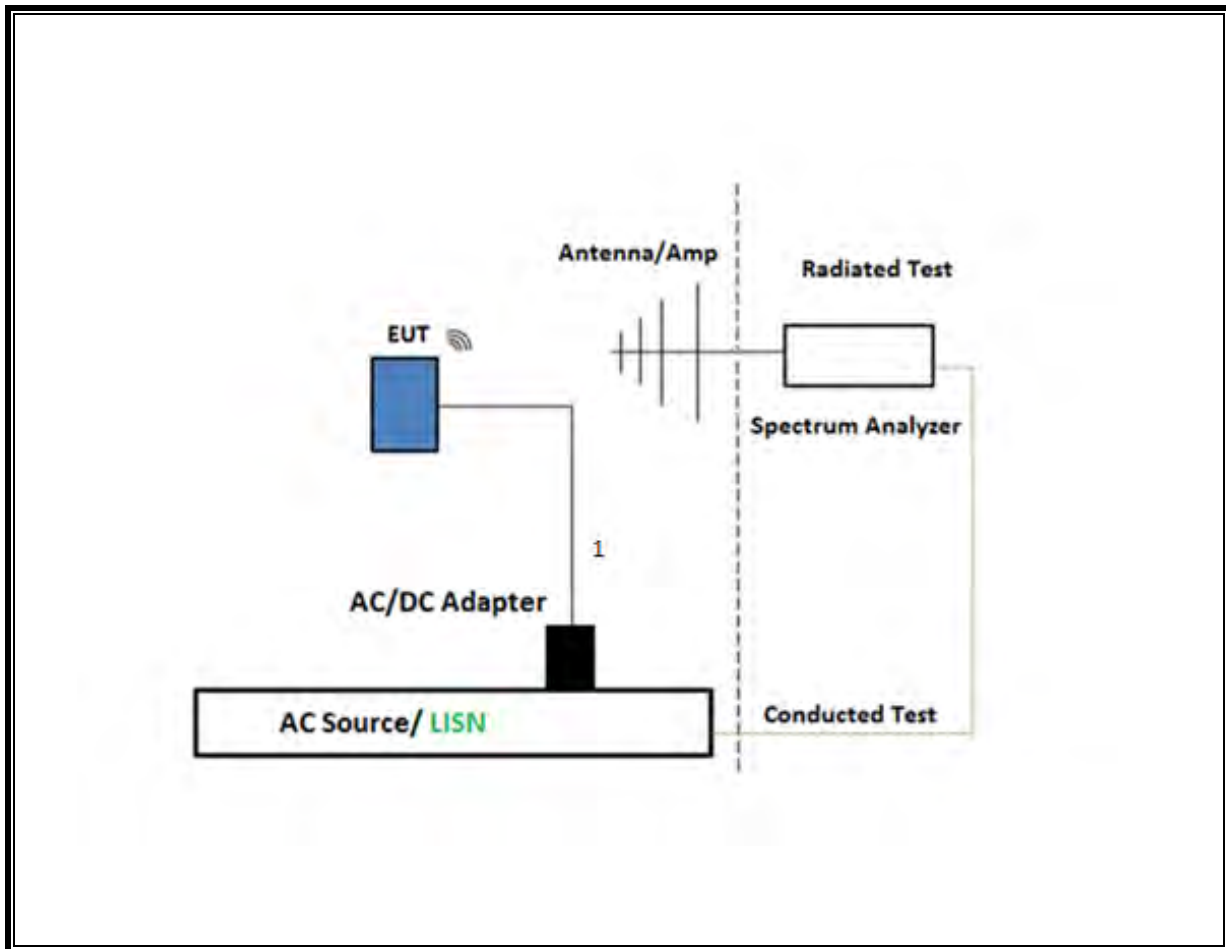 Antenna/Amp
Radiated Test
EUT
Spectrum Analyzer
1
AC/DC Adapter
AC Source/ LISN
Conducted Test